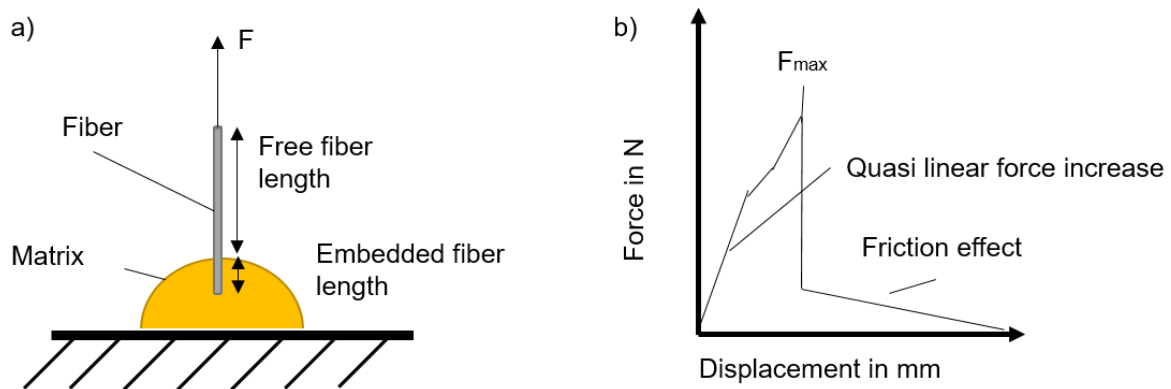 a)
F
Fiber
Free fiber
length
Matrix
Embedded fiber
length
b)
Fmax
Force in N
Quasi linear force increase
Friction effect
Displacement in mm